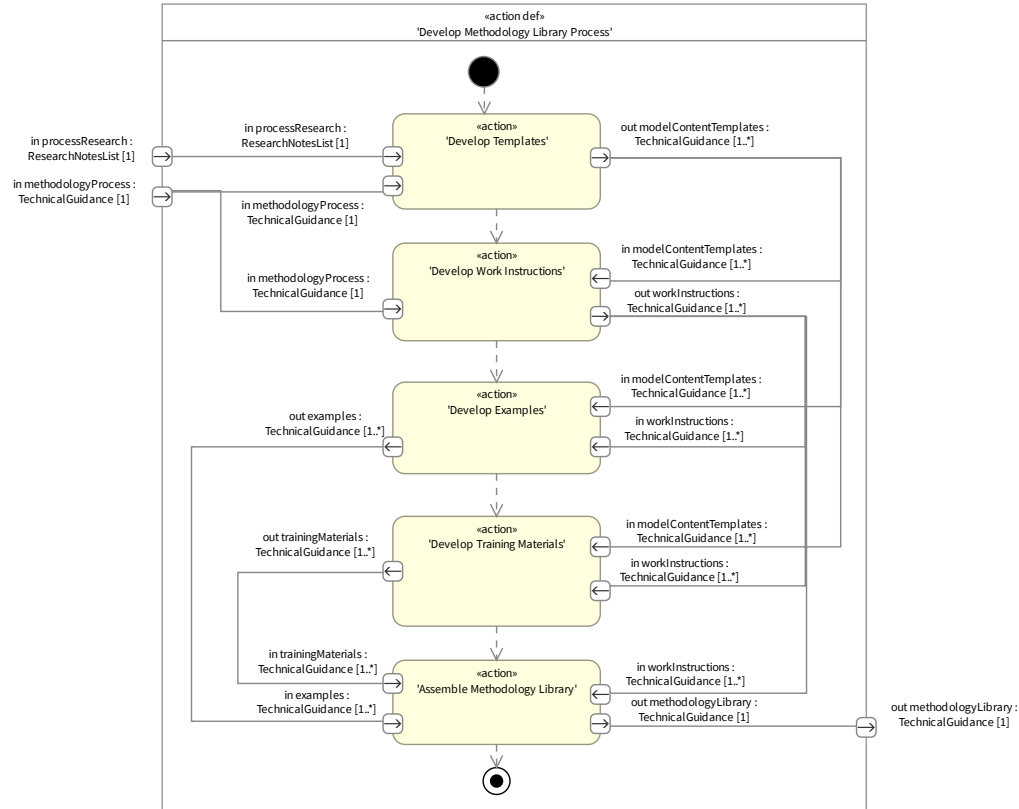 «action def»
'Develop Methodology Library Process'
in processResearch :
ResearchNotesList [1]
in methodologyProcess :
TechnicalGuidance [1]
in processResearch :
ResearchNotesList [1]
«action»
'Develop Templates'
out modelContentTemplates :
TechnicalGuidance [1..*]
in methodologyProcess :
TechnicalGuidance [1]
in methodologyProcess :
TechnicalGuidance [1]
«action»
'Develop Work Instructions'
in modelContentTemplates :
TechnicalGuidance [1..*]
out workInstructions :
TechnicalGuidance [1..*]
out examples :
TechnicalGuidance [1..*]
«action»
'Develop Examples'
in modelContentTemplates :
TechnicalGuidance [1..*]
in workInstructions :
TechnicalGuidance [1..*]
out trainingMaterials :
TechnicalGuidance [1..*]
«action»
'Develop Training Materials'
in modelContentTemplates :
TechnicalGuidance [1..*]
in workInstructions :
TechnicalGuidance [1..*]
in trainingMaterials :
TechnicalGuidance [1..*]
in examples :
TechnicalGuidance [1..*]
«action»
'Assemble Methodology Library'
in workInstructions :
TechnicalGuidance [1..*]
out methodologyLibrary :
TechnicalGuidance [1]
out methodologyLibrary :
TechnicalGuidance [1]